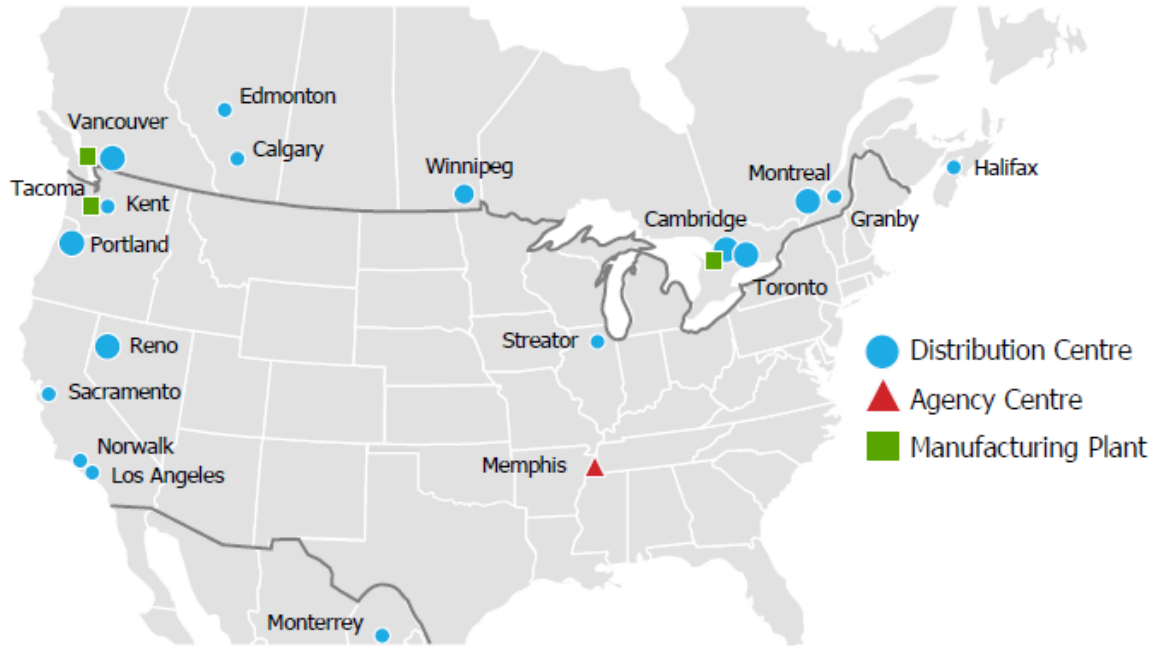 Edmonton
Vancouver
Calgary
Winnipeg
Montreal
Halifax
Tacoma
Kent
Cambridge
Granby
Portland
Toronto
Streator
Reno
Distribution Centre
Sacramento
Agency Centre
Norwalk
Manufacturing Plant
Los Angeles
Memphis
Monterrey